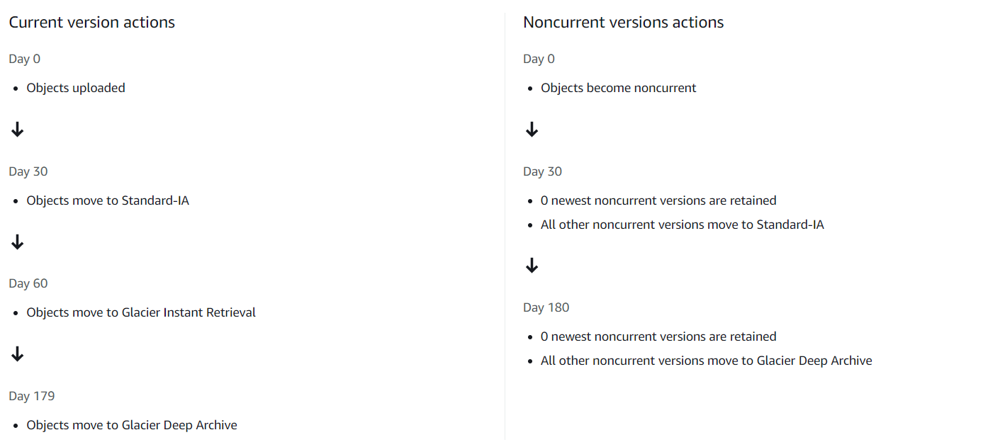 Current version actions
Day 0
Objects uploaded
Day 30
Objects move to Standard-IA
Day 60
Objects move to Glacier Instant Retrieval
Day 179
Objects move to Glacier Deep Archive
Noncurrent versions actions
Day 0
Objects become noncurrent
Day 30
0 newest noncurrent versions are retained
All other noncurrent versions move to Standard-IA
Day 180
0 newest noncurrent versions are retained
All other noncurrent versions move to Glacier Deep Archive